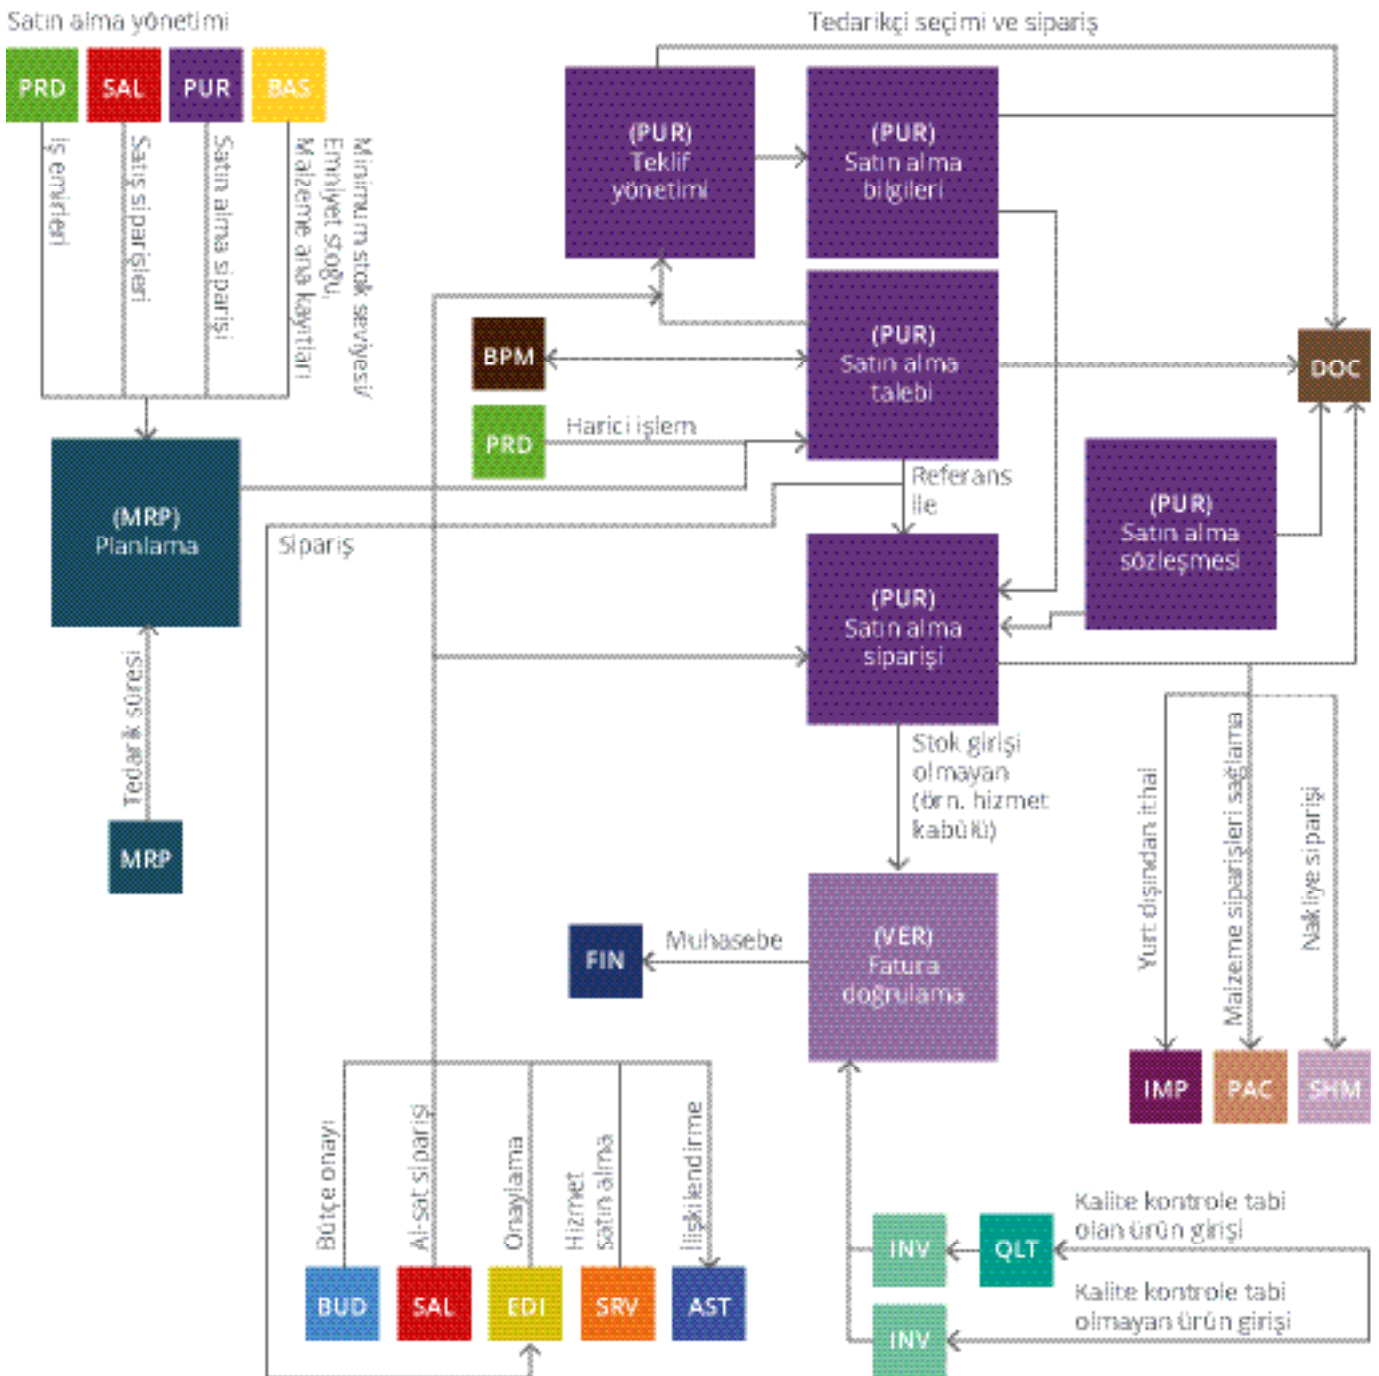 Satın alma yönetimi
Tedarikçi seçimi ve sipariş
PRD
SAL
PUR
BAS
İş emirleri
Satış siparişleri
Satın alma siparişi
Minimum stok seviyesi/
Emniyet stoğu,
Malzeme ana kayıtları
(PUR)
Teklif
yönetimi
(PUR)
Satın alma
bilgileri
BPM
(PUR)
Satın alma
talebi
DOC
PRD
Harici işlem
Referans
ile
(MRP)
Planlama
Sipariş
(PUR)
Satın alma
sözleşmesi
(PUR)
Satın alma
siparişi
Tedarik süresi
MRP
Stok girişi
olmayan
(örn. hizmet
kabülü)
Yurt dışından ithal
Malzeme siparişleri sağlama
Nakliye siparişi
FIN
Muhasebe
(VER)
Fatura
doğrulama
IMP
PAC
SHM
Bütçe onayı
Al-sat siparişi
Onaylama
Hizmet
satın alma
İlişkilendirme
BUD
SAL
EDI
SRV
AST
INV
QLT
Kalite kontrole tabi
olan ürün girişi
INV
Kalite kontrole tabi
olmayan ürün girişi